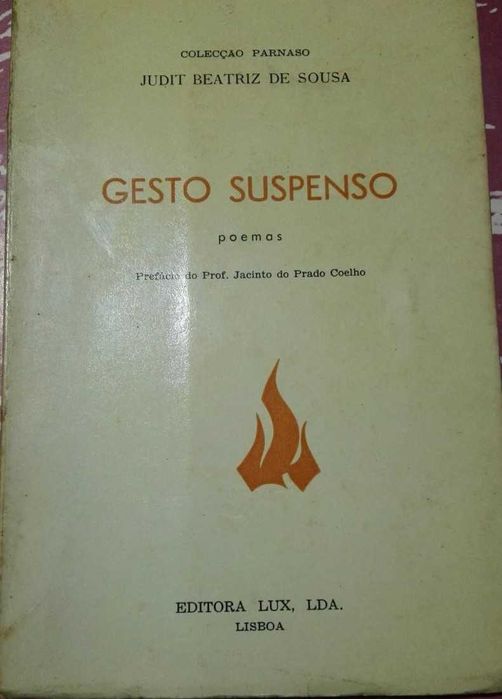 COLECÇÃO PARNASO
JUDIT BEATRIZ DE SOUSA
GESTO SUSPENSO
poemas
Prefácio do Prof. Jacinto do Prado Coelho
EDITORA LUX, LDA.
LISBOA